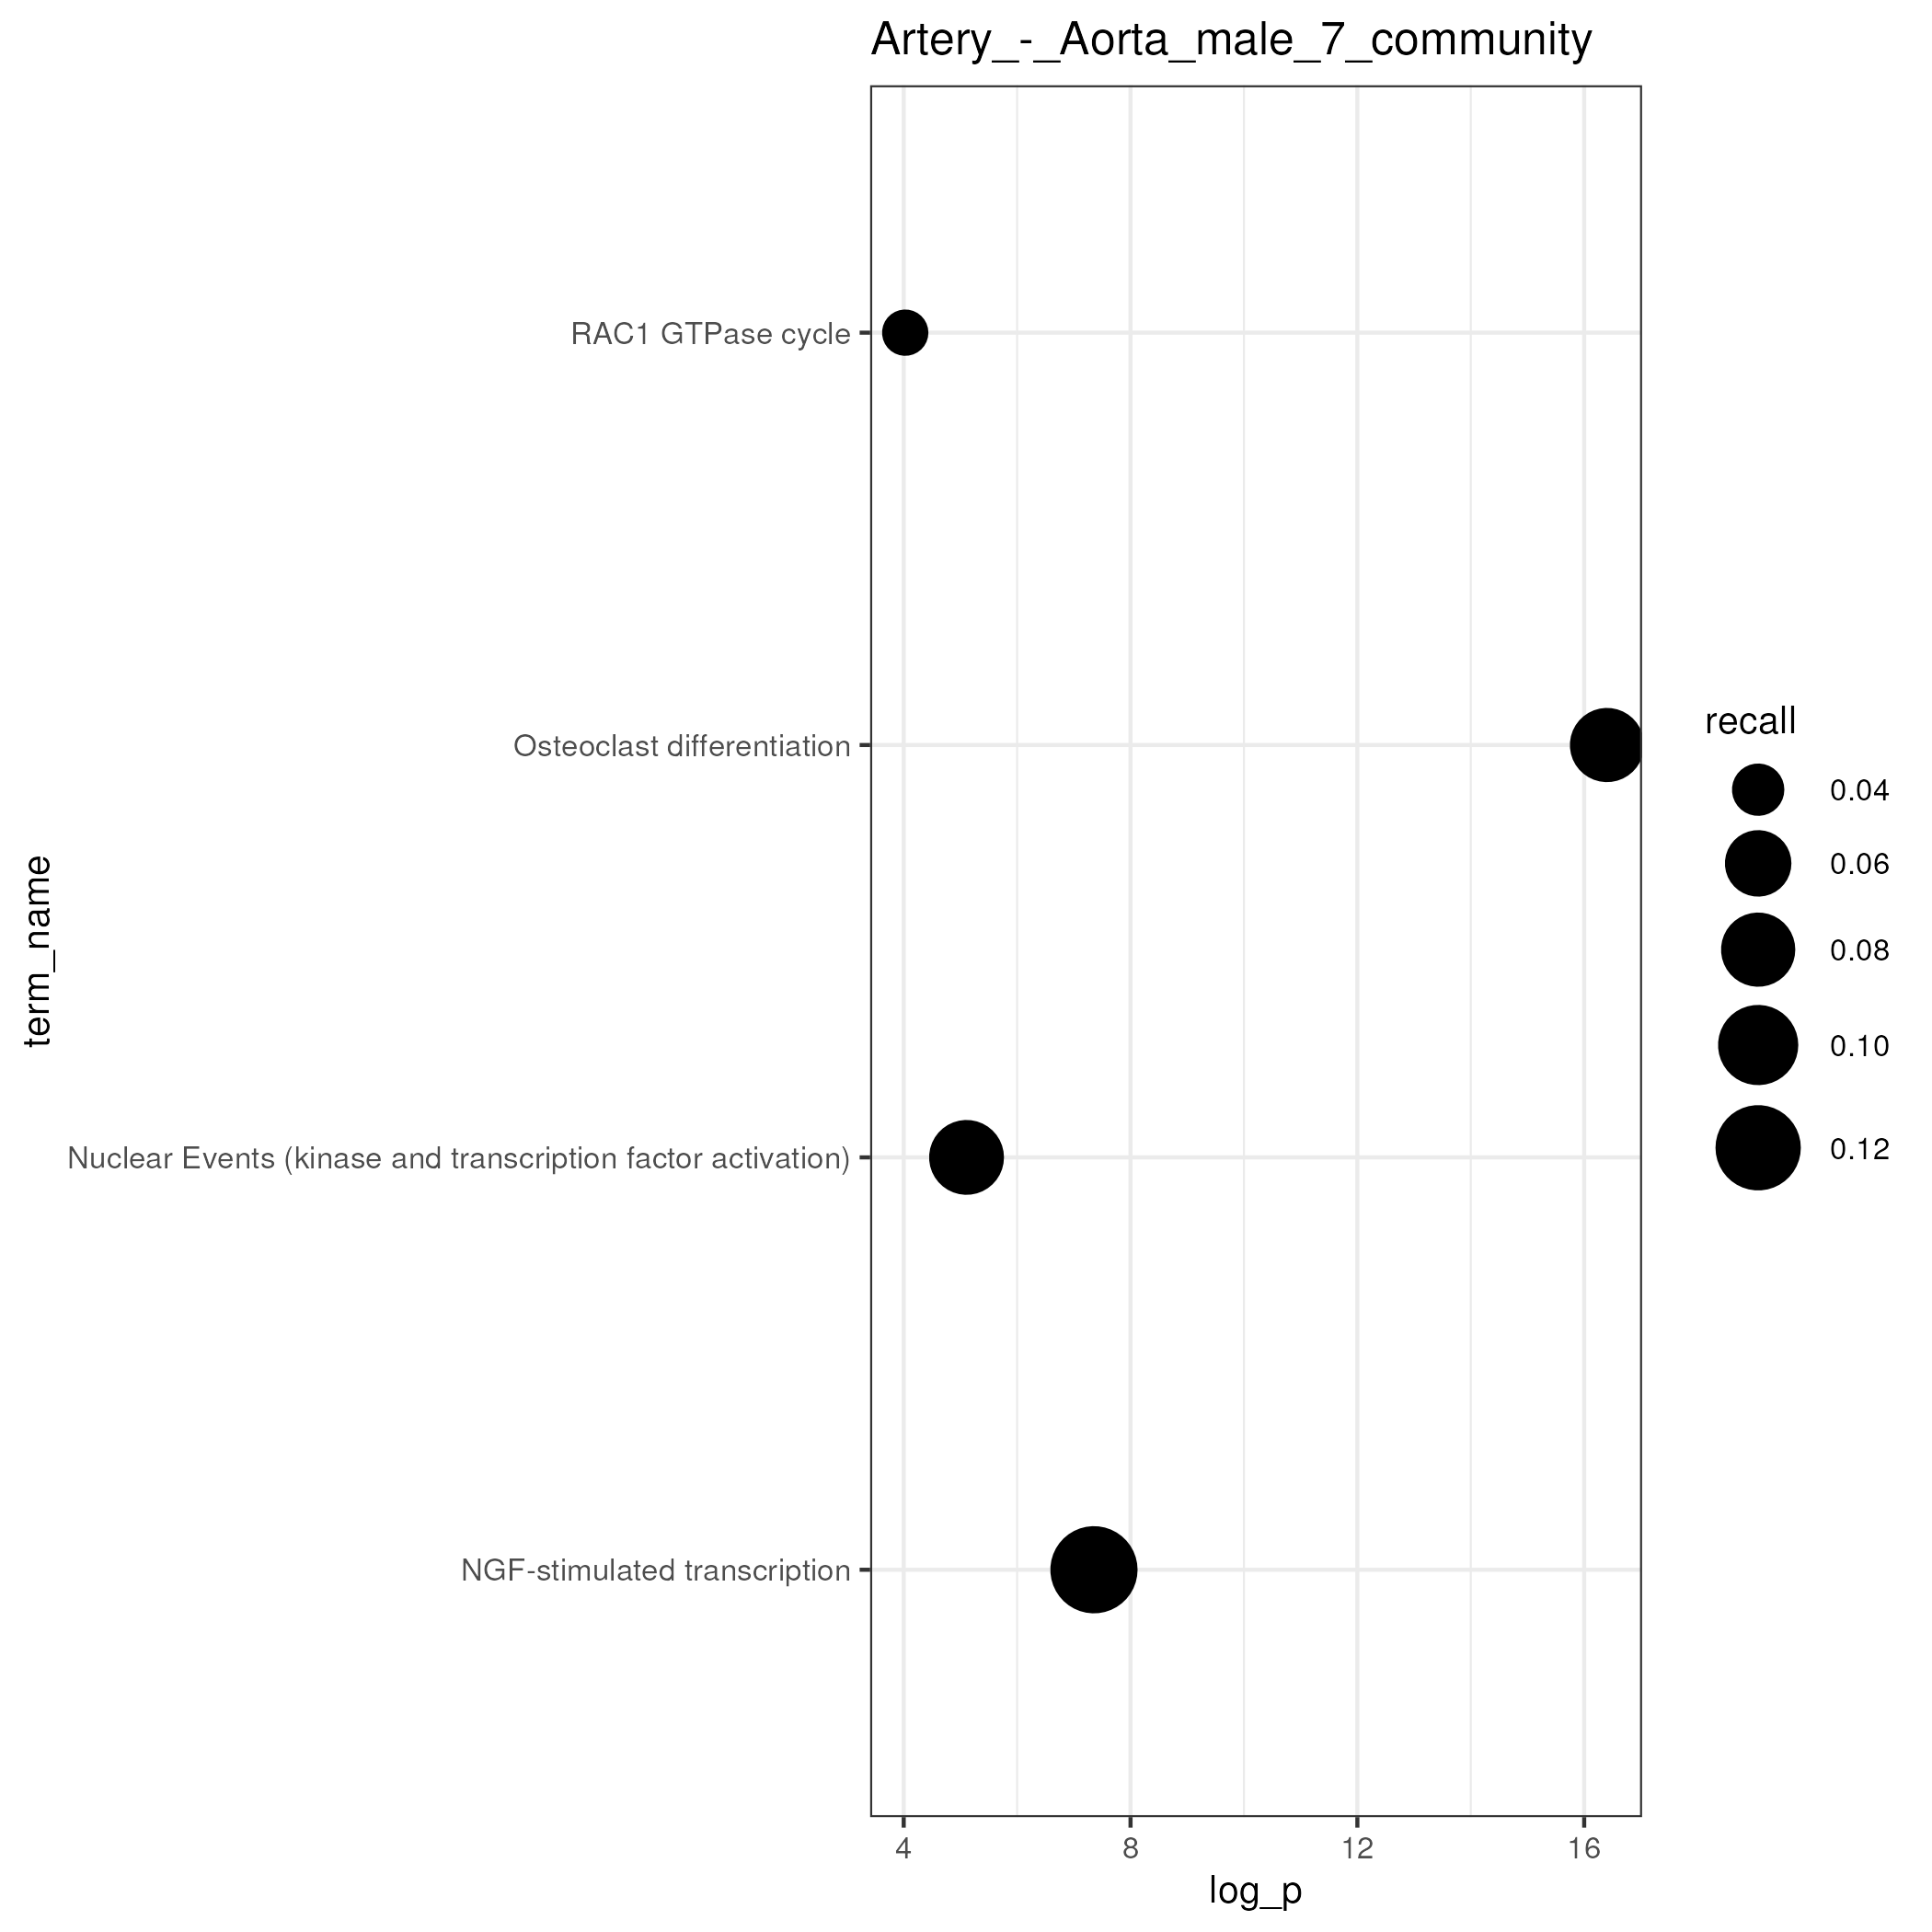 Artery_-_Aorta_male_7_community
RAC1 GTPase cycle
Osteoclast differentiation
Nuclear Events (kinase and transcription factor activation)
NGF-stimulated transcription
term_name
4 8 12 16
log_p
recall
0.04
0.06
0.08
0.10
0.12